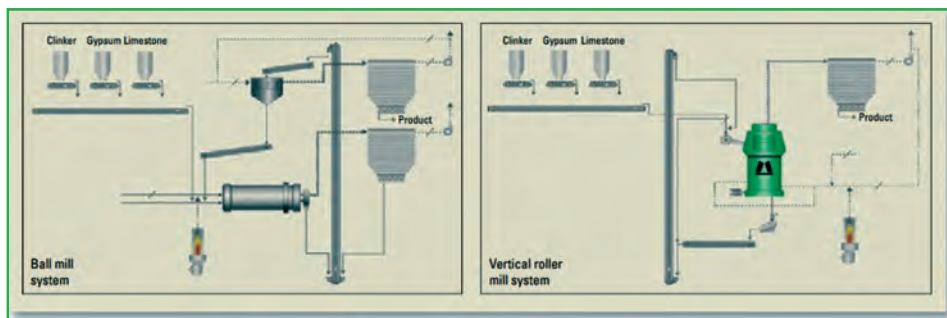 Clinker Gypsum Limestone
Product
Ball mill
system
Clinker Gypsum Limestone
Product
Vertical roller
mill system